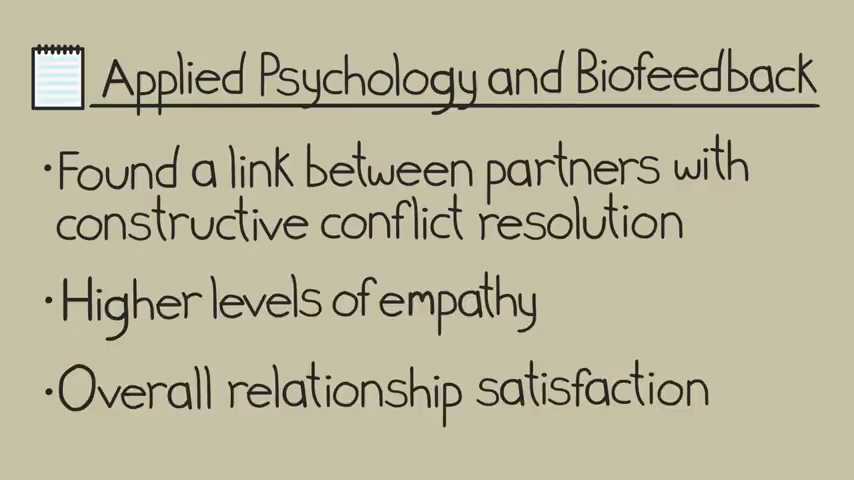 Applied Psychology and Biofeedback
·Found a link between partners with
constructive conflict resolution
·Higher levels of empathy
·Overall relationship satisfaction